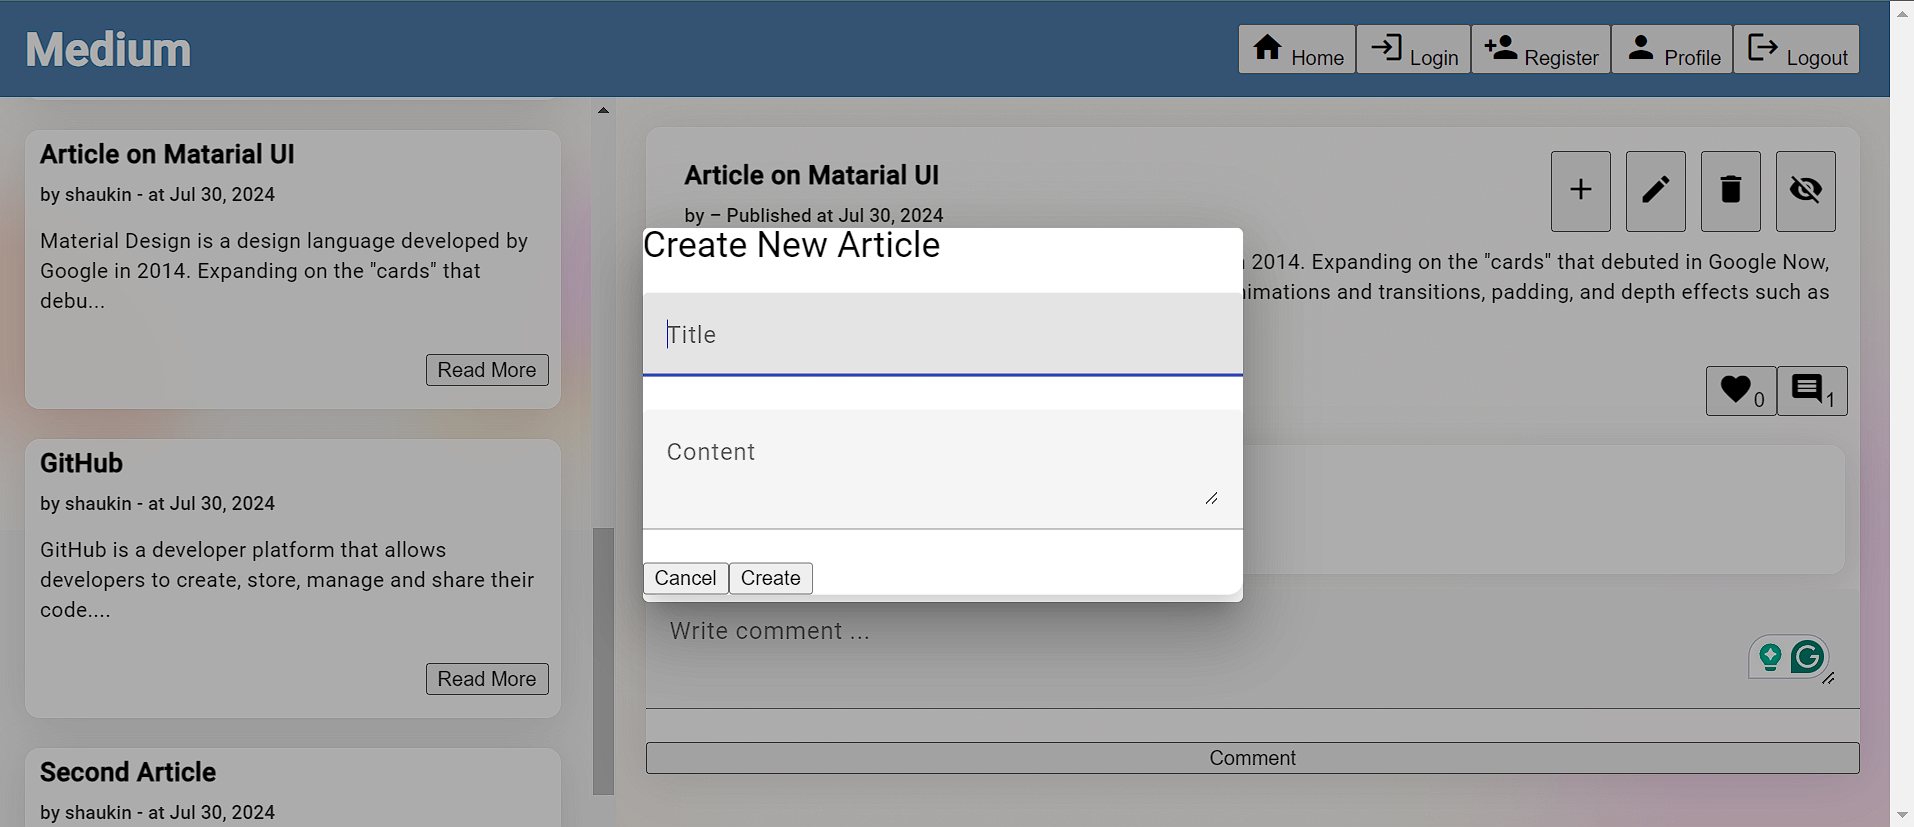 Medium
Home
Login
Register
Profile
Logout
Article on Matarial UI
by shaukin - at Jul 30, 2024
Material Design is a design language developed by
Google in 2014. Expanding on the "cards" that
debu...
Read More
GitHub
by shaukin - at Jul 30, 2024
GitHub is a developer platform that allows
developers to create, store, manage and share their
code....
Read More
Second Article
by shaukin - at Jul 30, 2024
Article on Matarial UI
by – Published at Jul 30, 2024
2014. Expanding on the "cards" that debuted in Google Now,
and transitions, padding, and depth effects such as
0
1
Create New Article
Title
Content
Cancel
Create
Write comment ...
Comment